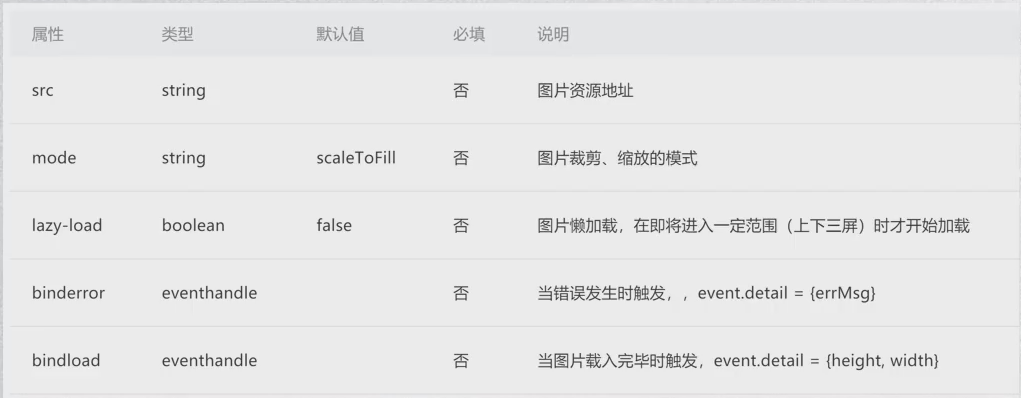 属性 类型 默认值 必填 说明
src string 否 图片资源地址
mode string scaleToFill 否 图片裁剪、缩放的模式
lazy-load boolean false 否 图片懒加载，在即将进入一定范围（上下三屏）时才开始加载
binderror eventhandle 否 当错误发生时触发，，event.detail = {errMsg}
bindload eventhandle 否 当图片载入完毕时触发，event.detail = {height, width}